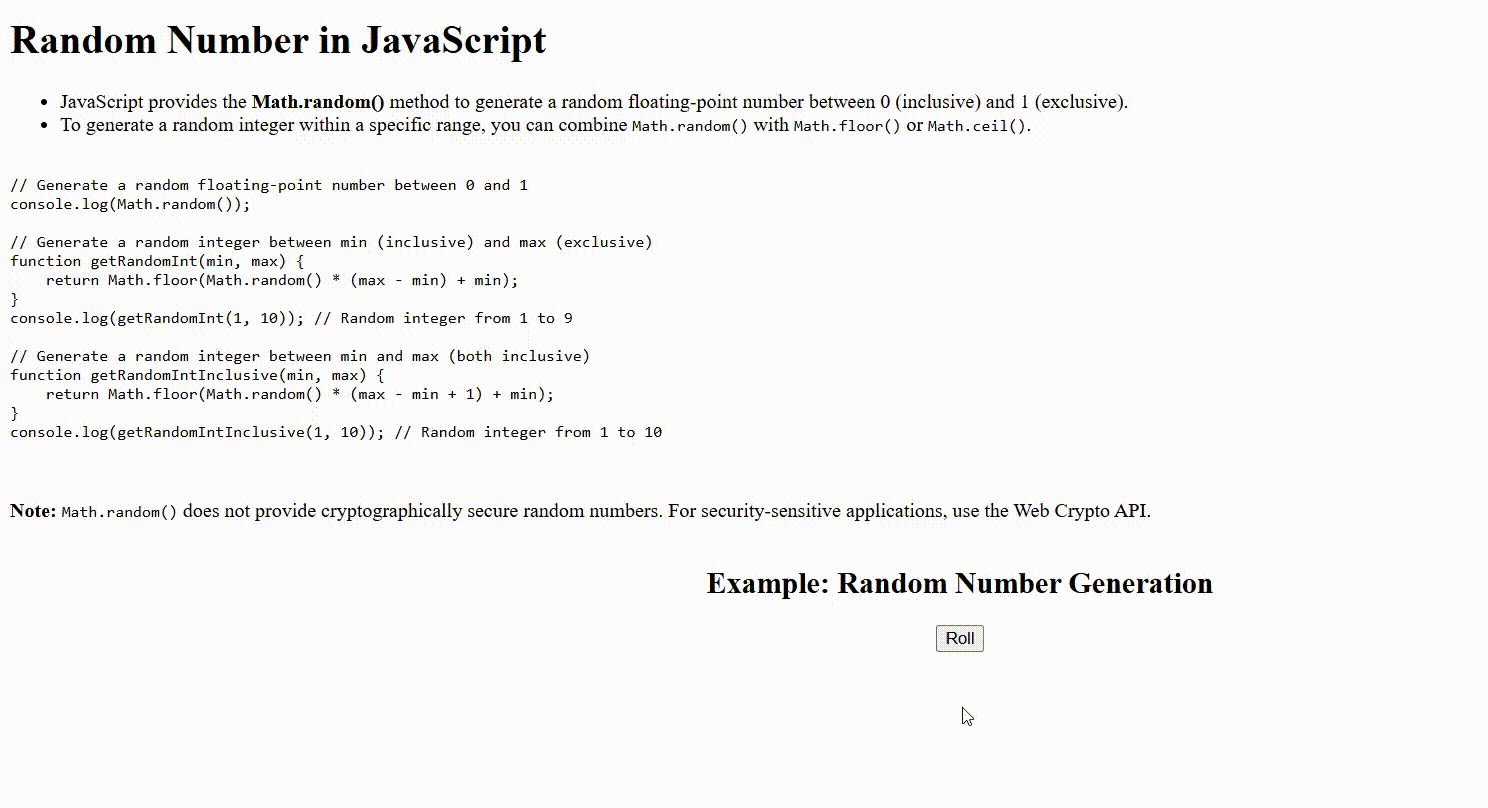 Random Number in JavaScript
• JavaScript provides the Math.random() method to generate a random floating-point number between 0 (inclusive) and 1 (exclusive).
• To generate a random integer within a specific range, you can combine Math.random() with Math.floor() or Math.ceil().
// Generate a random floating-point number between 0 and 1
console.log(Math.random());
// Generate a random integer between min (inclusive) and max (exclusive)
function getRandomInt(min, max) {
    return Math.floor(Math.random() * (max - min) + min);
}
console.log(getRandomInt(1, 10)); // Random integer from 1 to 9
// Generate a random integer between min and max (both inclusive)
function getRandomIntInclusive(min, max) {
    return Math.floor(Math.random() * (max - min + 1) + min);
}
console.log(getRandomIntInclusive(1, 10)); // Random integer from 1 to 10
Note: Math.random() does not provide cryptographically secure random numbers. For security-sensitive applications, use the Web Crypto API.
Example: Random Number Generation
Roll